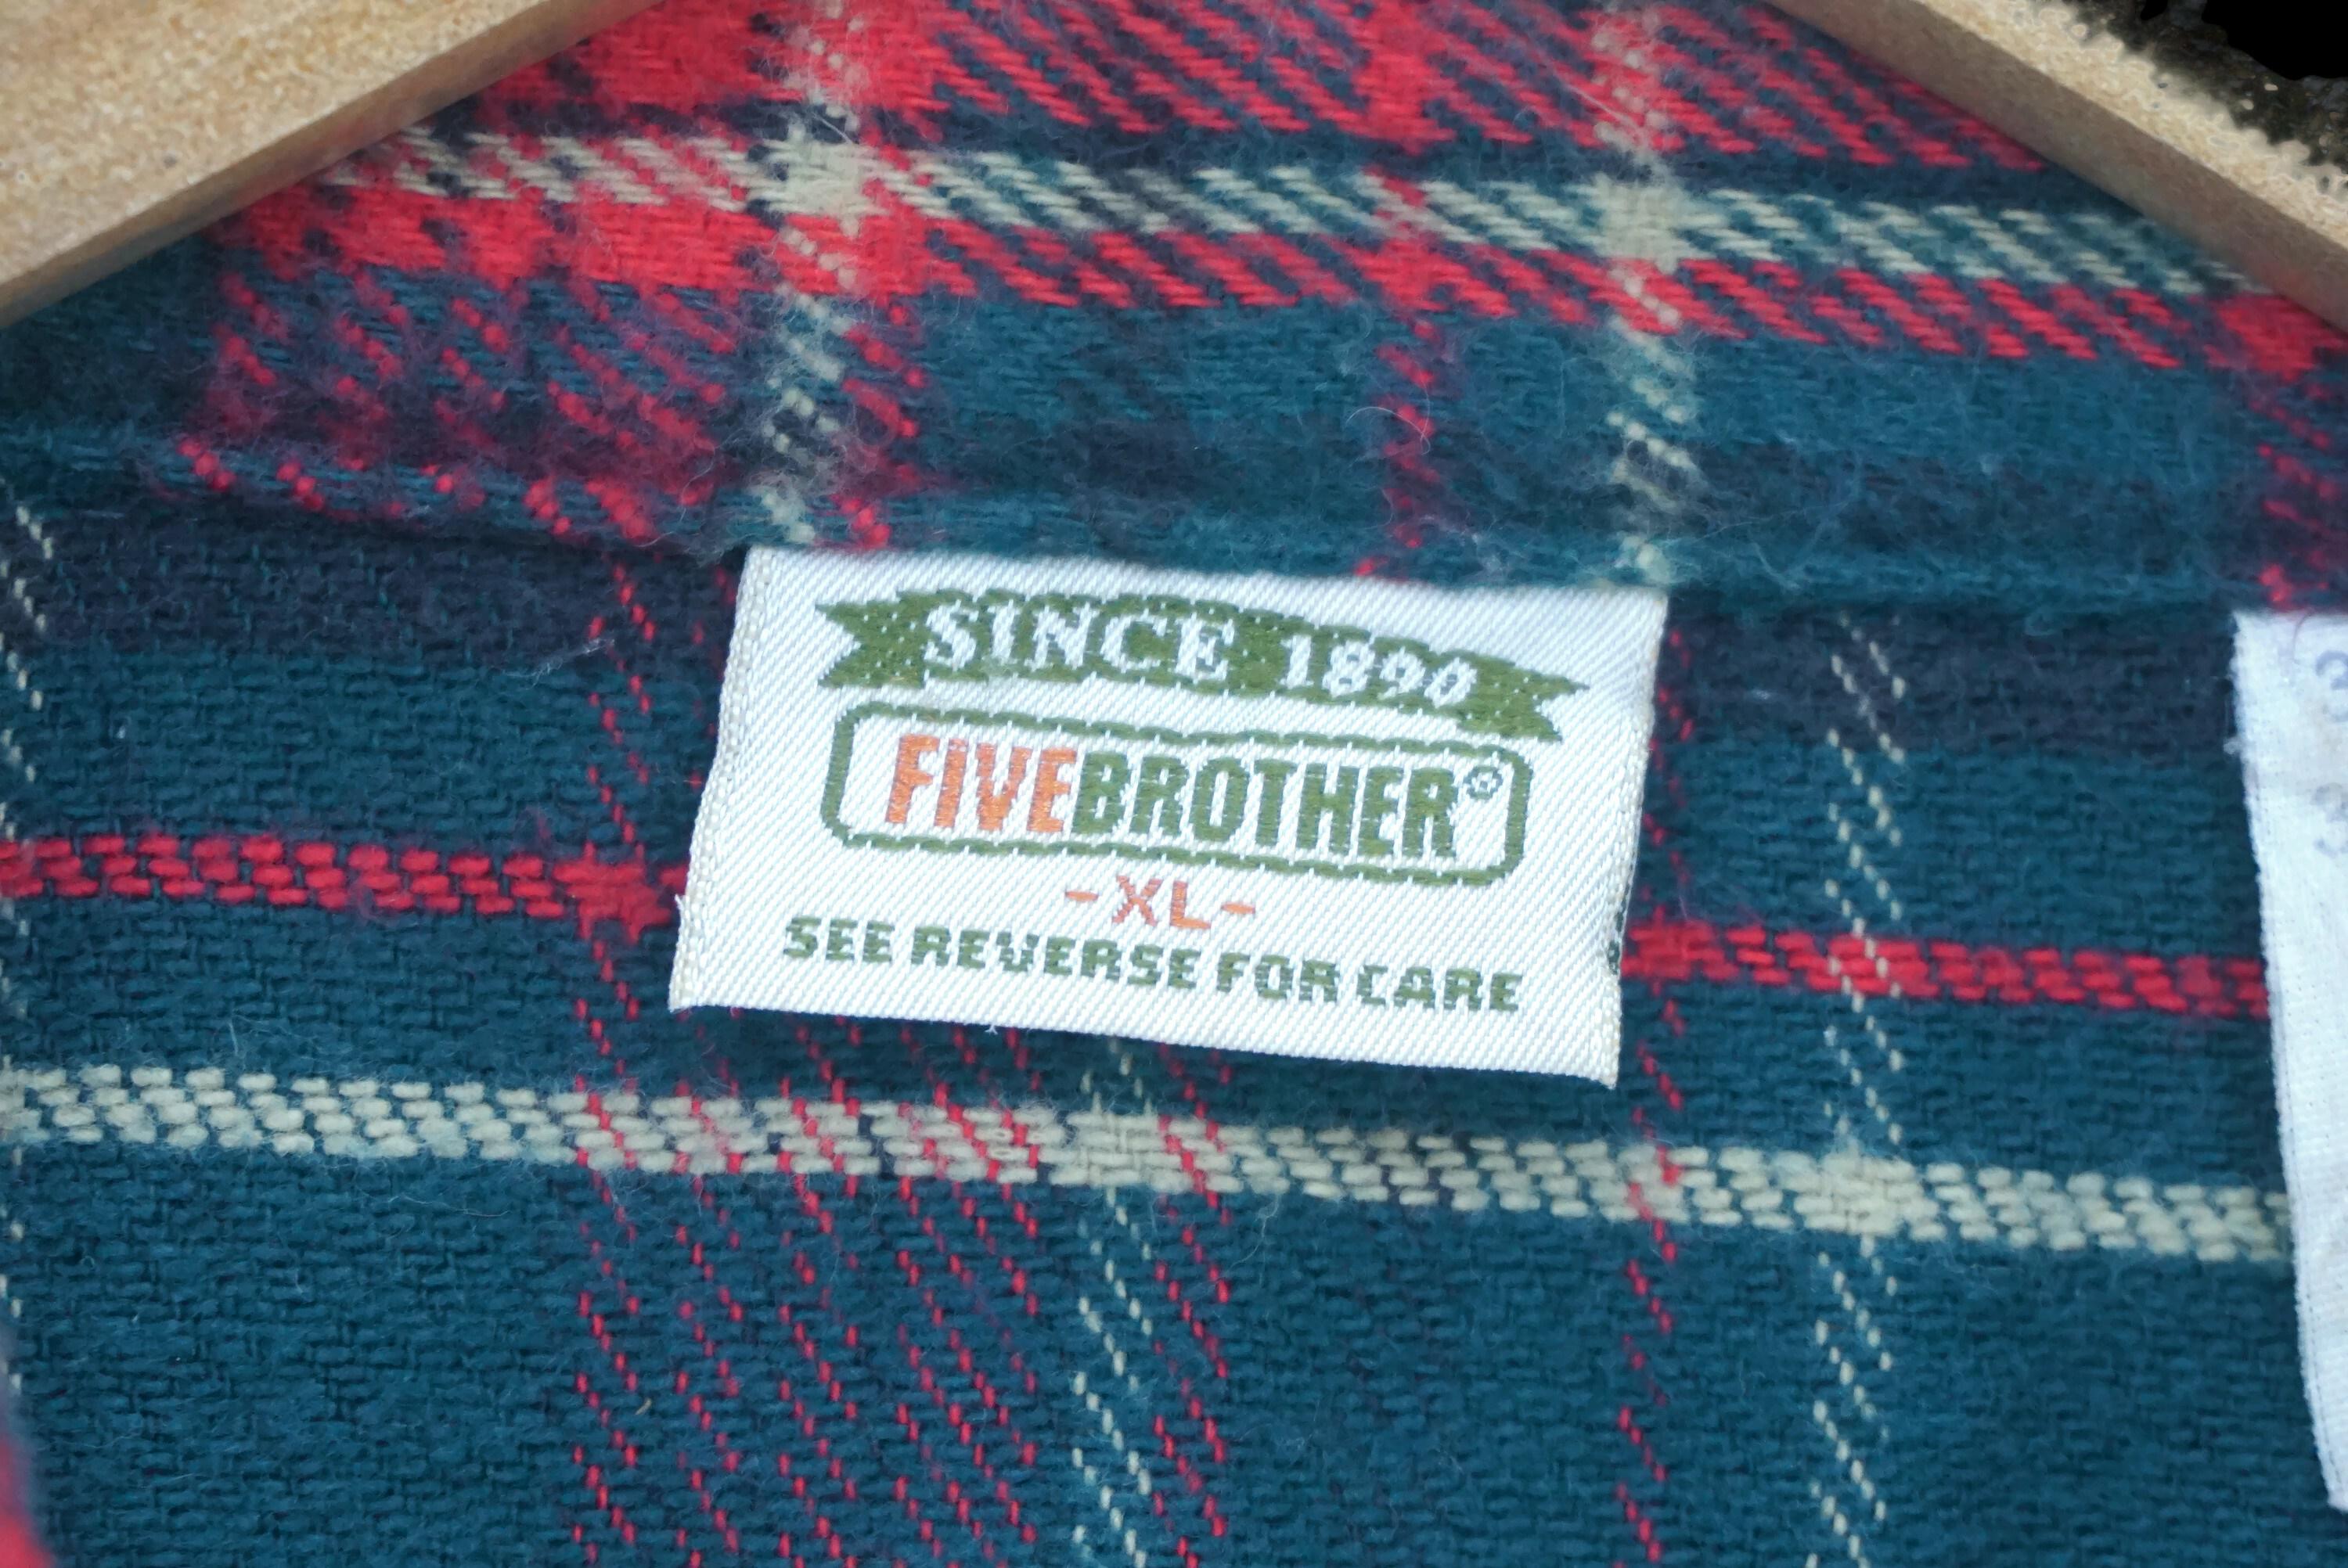 SINCE 1890
FIVEBROTHER®
-XL-
SEE REVERSE FOR CARE